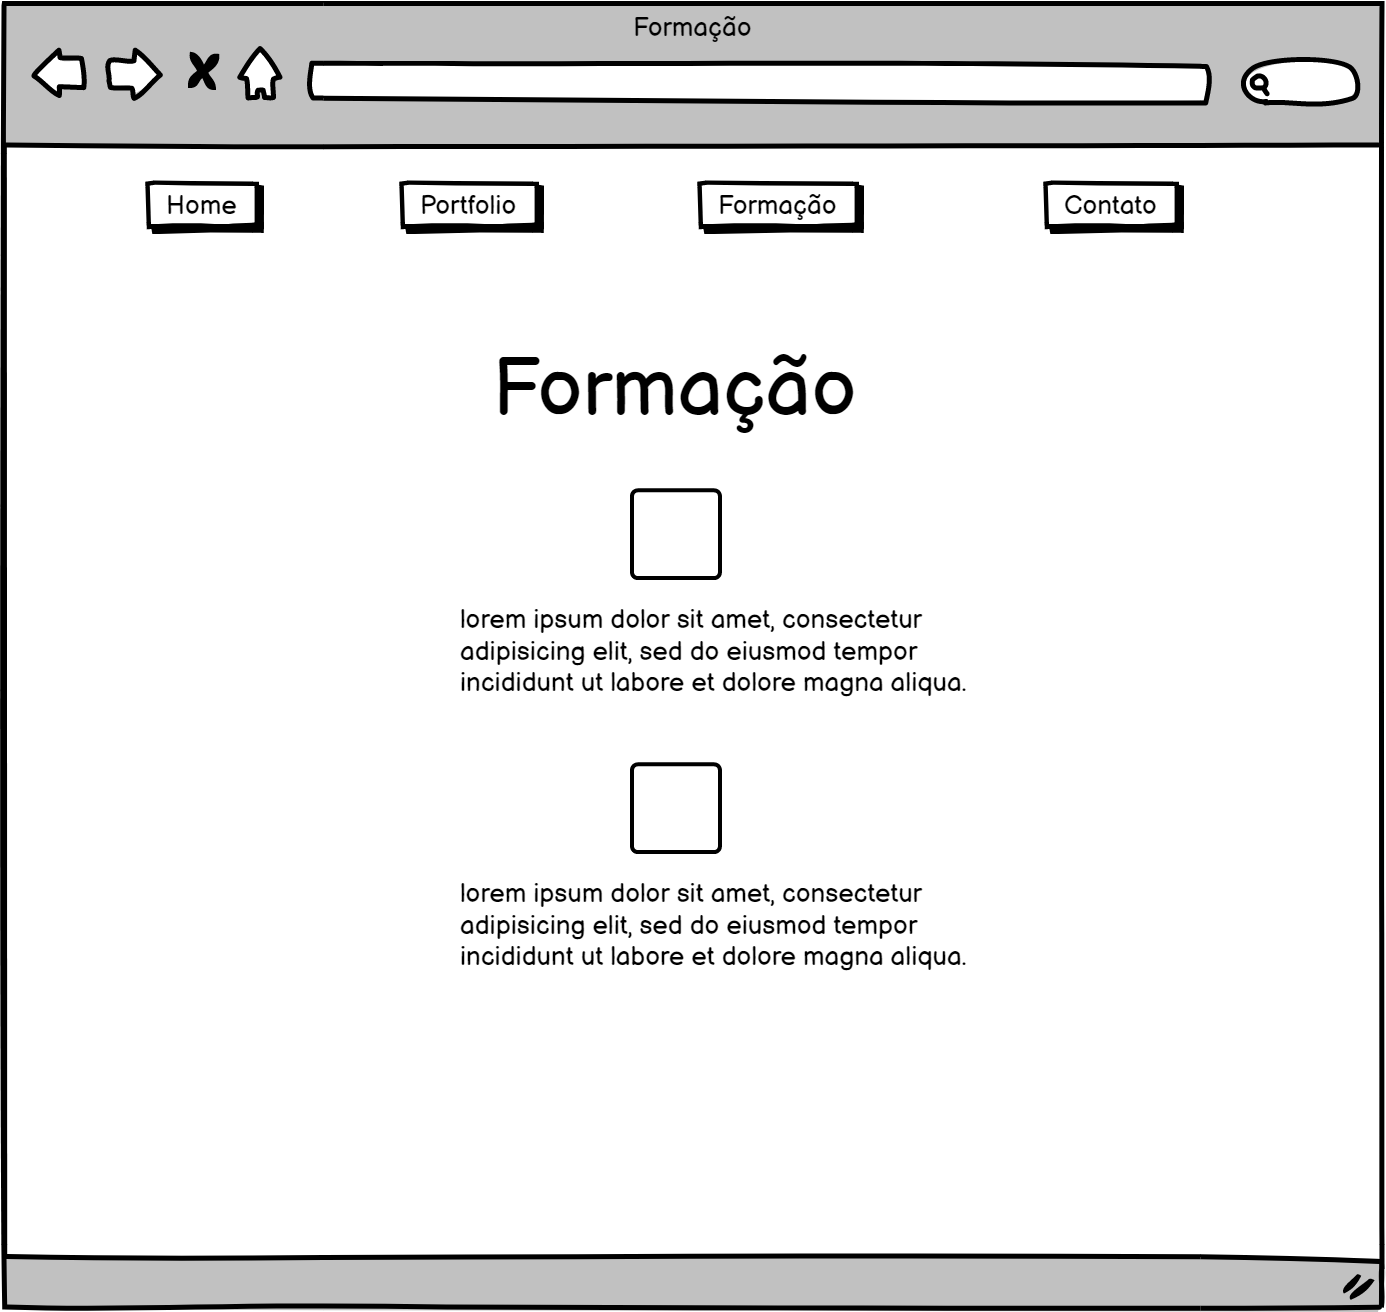 Formação
Home
Portfolio
Formação
Contato
Formação
lorem ipsum dolor sit amet, consectetur
adipisicing elit, sed do eiusmod tempor
incididunt ut labore et dolore magna aliqua.
lorem ipsum dolor sit amet, consectetur
adipisicing elit, sed do eiusmod tempor
incididunt ut labore et dolore magna aliqua.